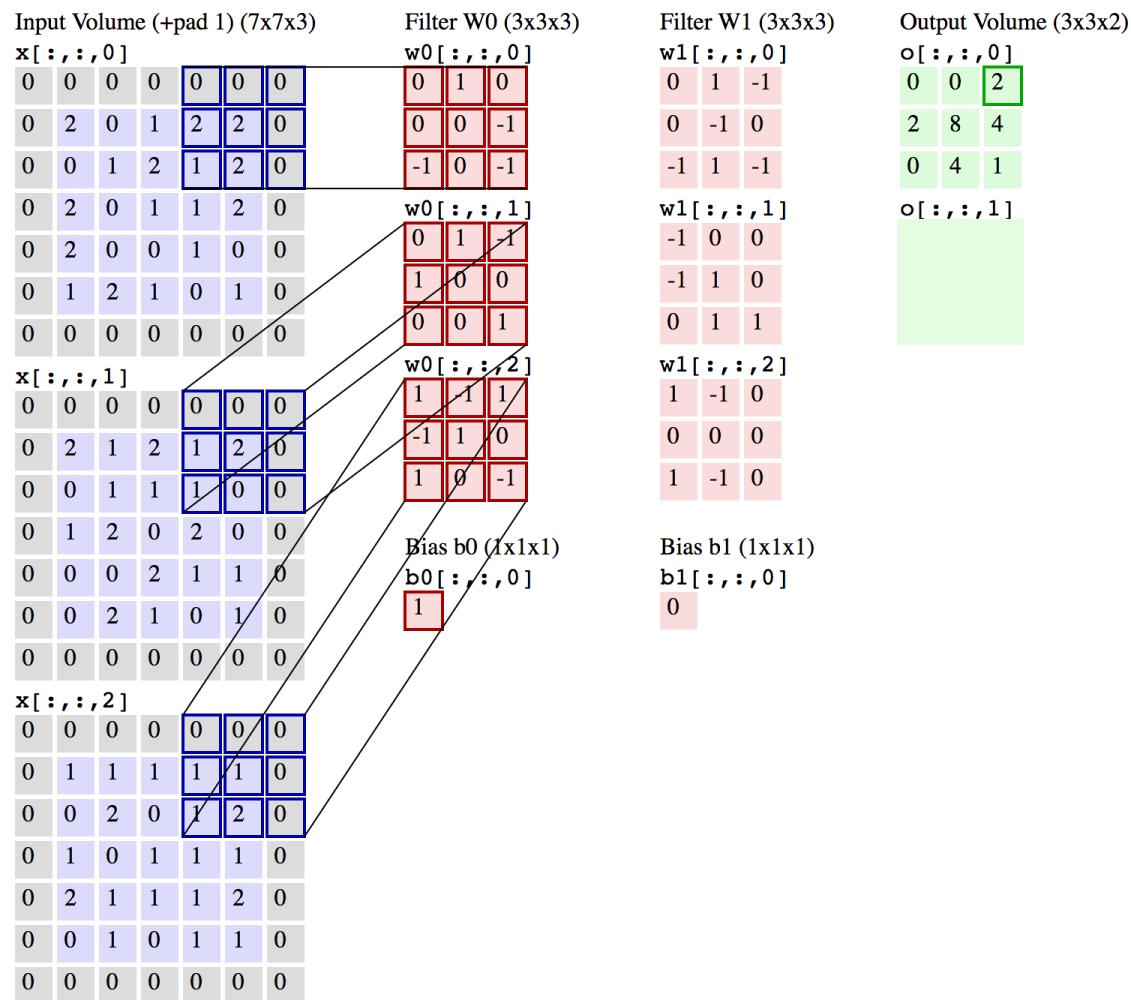 Input Volume (+pad 1) (7x7x3) Filter W0 (3x3x3) Filter W1 (3x3x3) Output Volume (3x3x2)
x[:,:,0] w0[:,:,0] w1[:,:,0] o[:,:,0]
0 0 0 0 0 0 0 0 1 0 0 1 -1 0 0 2
0 2 0 1 2 2 0 0 0 -1 0 -1 0 2 8 4
0 0 1 2 1 2 0 -1 0 -1 -1 1 -1 0 4 1
0 2 0 1 1 2 0 w0[:,:,1] w1[:,:,1] o[:,:,1]
0 2 0 0 1 0 0 0 1 -1 -1 0 0
0 1 2 1 0 1 0 1 0 0 -1 1 0
0 0 0 0 0 0 0 0 0 1 0 1 1
x[:,:,1] w0[:,:,2] w1[:,:,2]
0 0 0 0 0 0 0 1 -1 1 1 -1 0
0 2 1 2 1 2 0 -1 1 0 0 0 0
0 0 1 1 1 0 0 1 0 -1 1 -1 0
0 1 2 0 2 0 0 Bias b0 (1x1x1) Bias b1 (1x1x1)
0 0 0 2 1 1 0 b0[:,:,0] b1[:,:,0]
0 0 2 1 0 1 0 1 0
0 0 0 0 0 0 0
x[:,:,2]
0 0 0 0 0 0 0
0 1 1 1 1 1 0
0 0 2 0 1 2 0
0 1 0 1 1 1 0
0 2 1 1 1 2 0
0 0 1 0 1 1 0
0 0 0 0 0 0 0